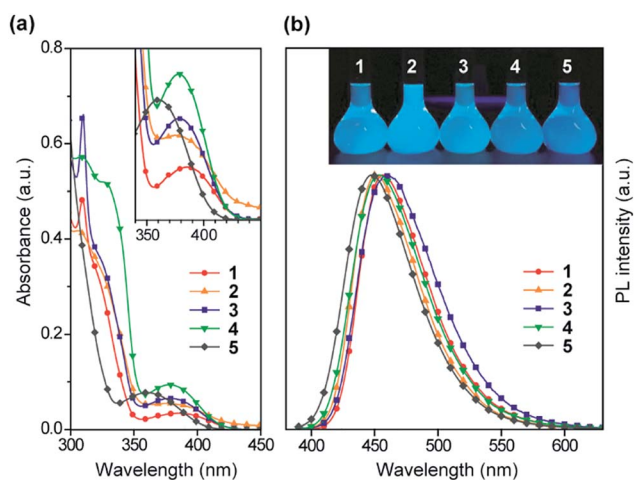 (a)
0.8
0.6
0.4
0.2
0.0
Absorbance (a.u.)
350 400
1
2
3
4
5
300 350 400 450
Wavelength (nm)
(b)
1 2 3 4 5
PL intensity (a.u.)
1
2
3
4
5
400 450 500 550 600
Wavelength (nm)